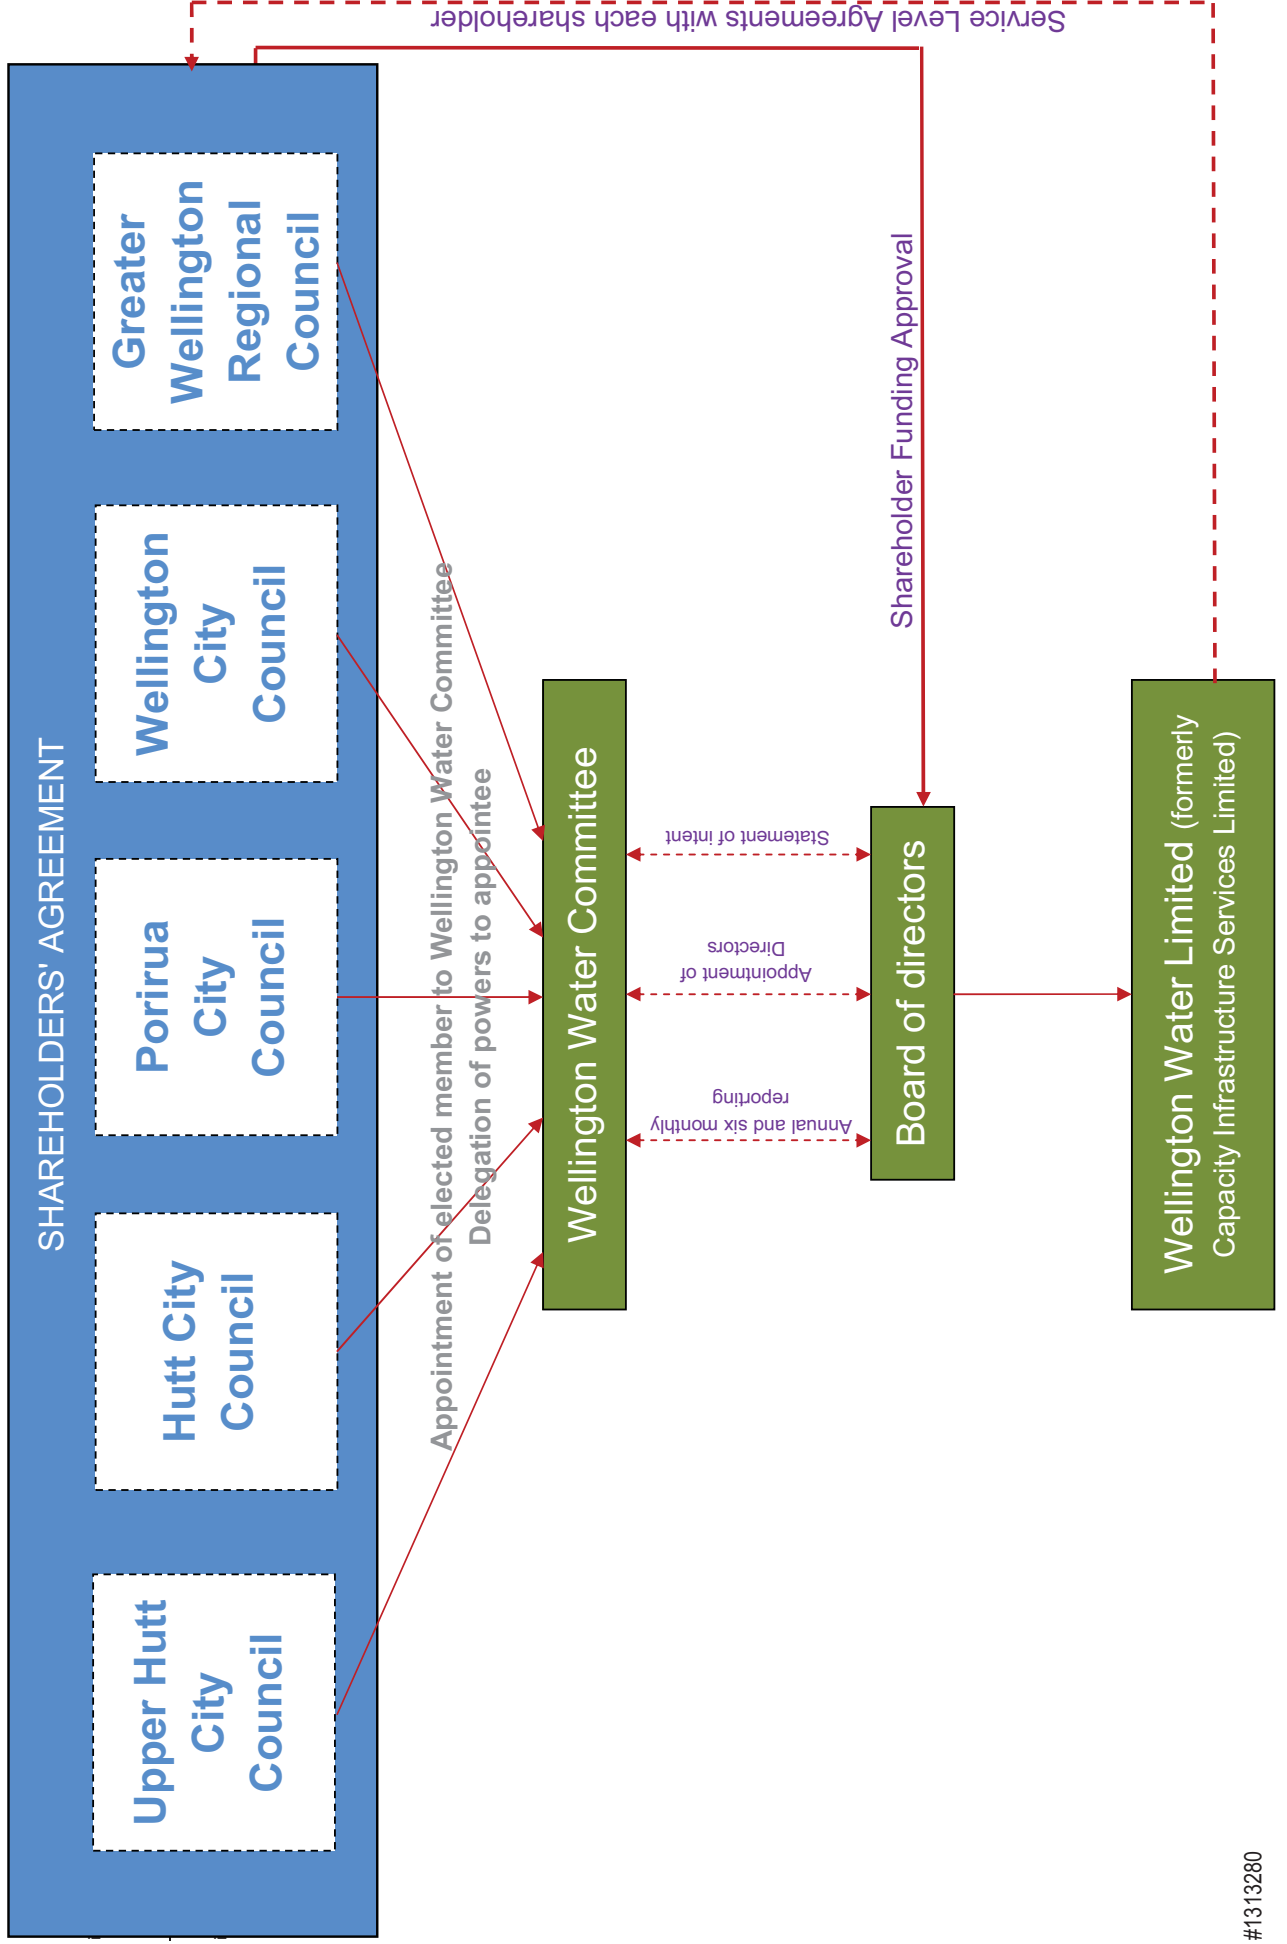 SHAREHOLDERS' AGREEMENT
Upper Hutt
City
Council
Hutt City
Council
Porirua
City
Council
Wellington
City
Council
Greater
Wellington
Regional
Council
Appointment of elected member to Wellington Water Committee
Delegation of powers to appointee
Wellington Water Committee
Annual and six monthly
reporting
Appointment of
Directors
Statement of intent
Board of directors
Shareholder Funding Approval
Service Level Agreements with each shareholder
Wellington Water Limited (formerly
Capacity Infrastructure Services Limited)
#1313280